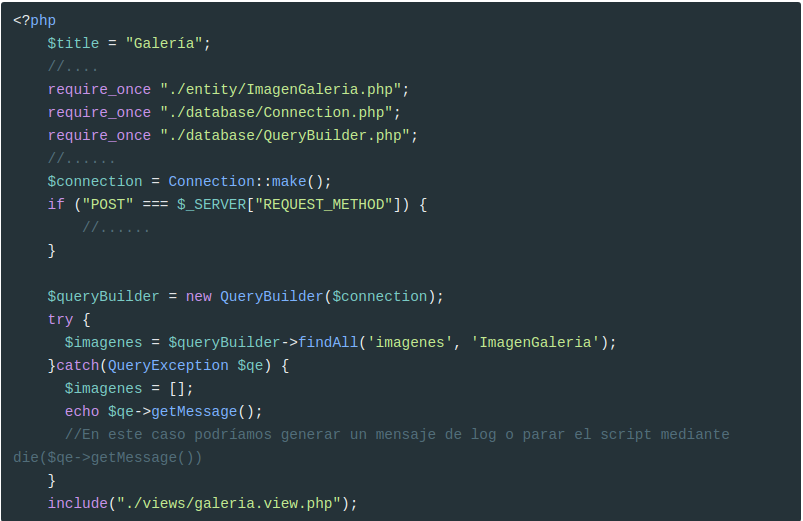 <?php
    $title = "Galería";
    //....
    require_once "./entity/ImagenGaleria.php";
    require_once "./database/Connection.php";
    require_once "./database/QueryBuilder.php";
    //......
    $connection = Connection::make();
    if ("POST" === $_SERVER["REQUEST_METHOD"]) {
        //......
    }

    $queryBuilder = new QueryBuilder($connection);
    try {
      $imagenes = $queryBuilder->findAll('imagenes', 'ImagenGaleria');
    }catch(QueryException $qe) {
      $imagenes = [];
      echo $qe->getMessage();
      //En este caso podríamos generar un mensaje de log o parar el script mediante
die($qe->getMessage())
    }
    include("./views/galeria.view.php");